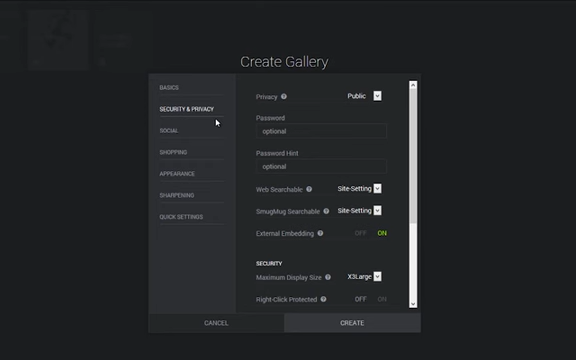 Create Gallery
BASICS
SECURITY & PRIVACY
SOCIAL
SHOPPING
APPEARANCE
SHARPENING
QUICK SETTINGS
Privacy ? Public
Password
optional
Password Hint
optional
Web Searchable ? Site-Setting
SmugMug Searchable ? Site-Setting
External Embedding ? OFF ON
SECURITY
Maximum Display Size ? X3Large
Right-Click Protected ? OFF ON
CANCEL
CREATE